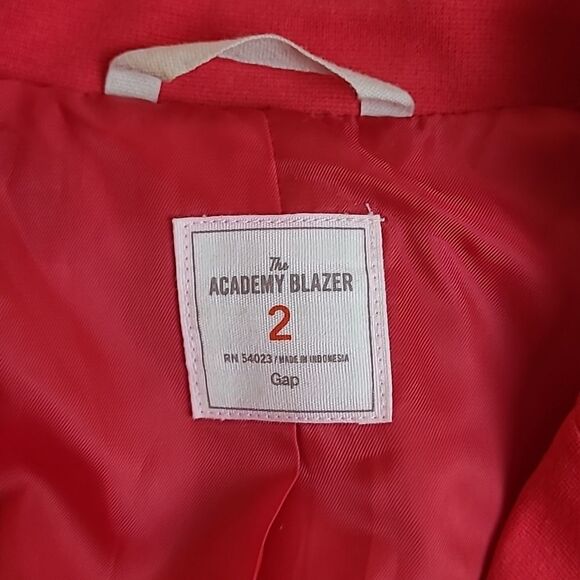 The
ACADEMY BLAZER
2
RN 54023 / MADE IN INDONESIA
Gap